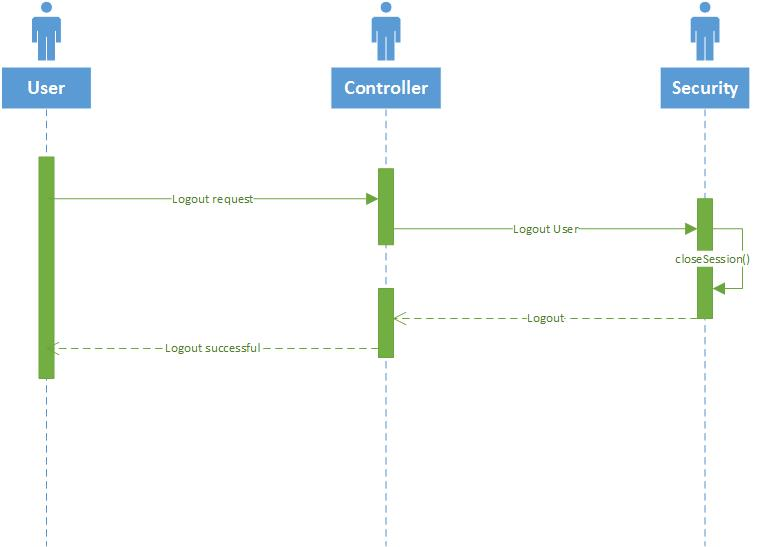 User
Controller
Security
Logout request
Logout User
closeSession()
Logout
Logout successful